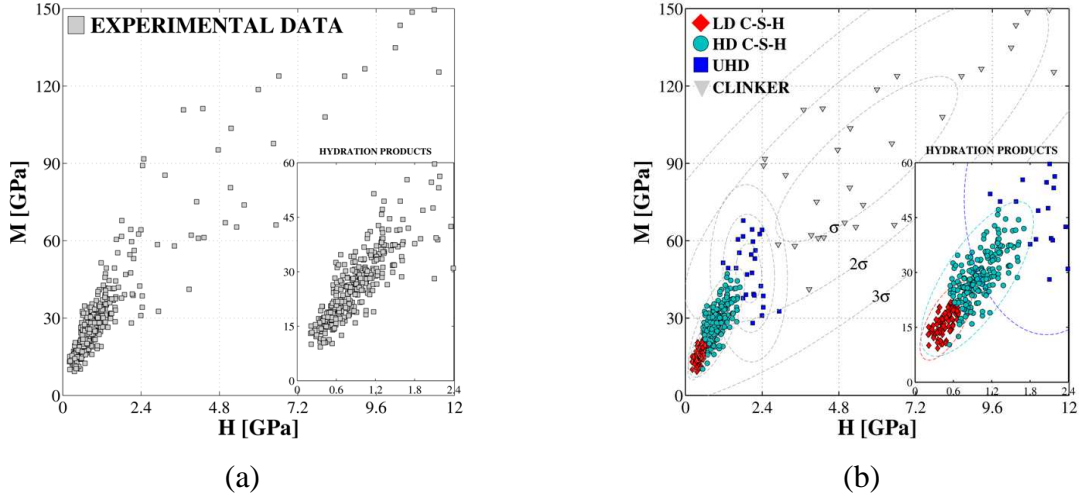 EXPERIMENTAL DATA
150
120
90
60
30
0
M [GPa]
0 2.4 4.8 7.2 9.6 12
H [GPa]
HYDRATION PRODUCTS
60
45
30
15
0
0 0.6 1.2 1.8 2.4
(a)
LD C-S-H
HD C-S-H
UHD
CLINKER
150
120
90
60
30
0
M [GPa]
0 2.4 4.8 7.2 9.6 12
H [GPa]
σ
2σ
3σ
HYDRATION PRODUCTS
60
45
30
15
0
0 0.6 1.2 1.8 2.4
(b)